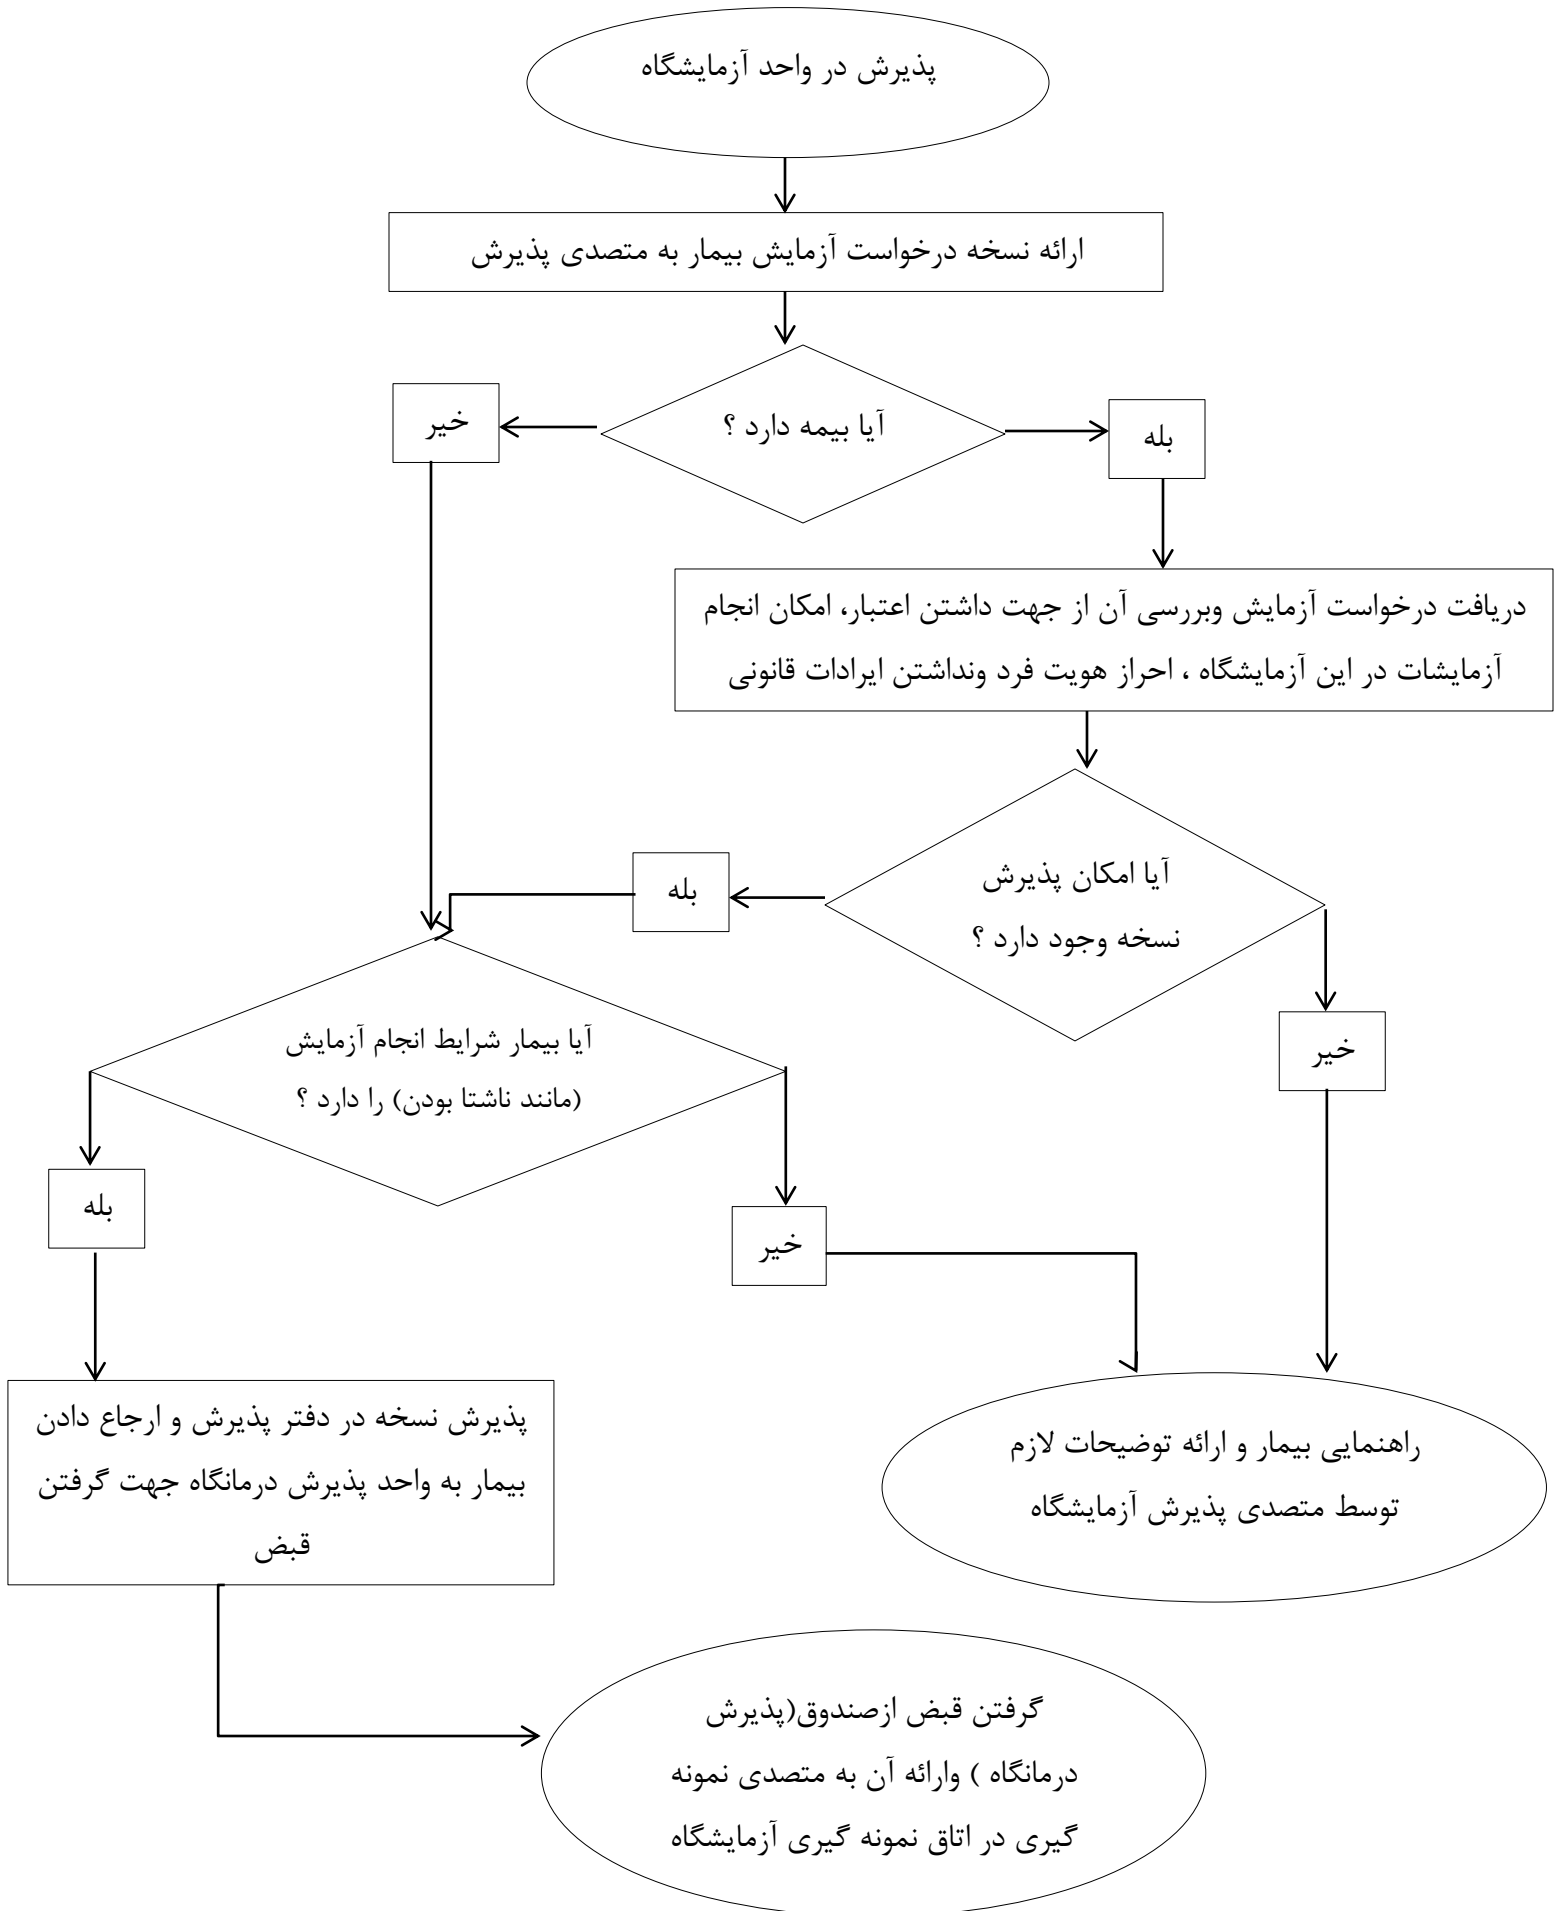 پذیرش در واحد آزمایشگاه
ارائه نسخه درخواست آزمایش بیمار به متصدی پذیرش
آیا بیمه دارد ؟
خیر
بله
دریافت درخواست آزمایش وبررسی آن از جهت داشتن اعتبار، امکان انجام
آزمایشات در این آزمایشگاه ، احراز هویت فرد ونداشتن ایرادات قانونی
آیا امکان پذیرش
نسخه وجود دارد ؟
بله
خیر
آیا بیمار شرایط انجام آزمایش
(مانند ناشتا بودن) را دارد ؟
بله
خیر
پذیرش نسخه در دفتر پذیرش و ارجاع دادن
بیمار به واحد پذیرش درمانگاه جهت گرفتن
قبض
راهنمایی بیمار و ارائه توضیحات لازم
توسط متصدی پذیرش آزمایشگاه
گرفتن قبض ازصندوق(پذیرش
درمانگاه ) وارائه آن به متصدی نمونه
گیری در اتاق نمونه گیری آزمایشگاه